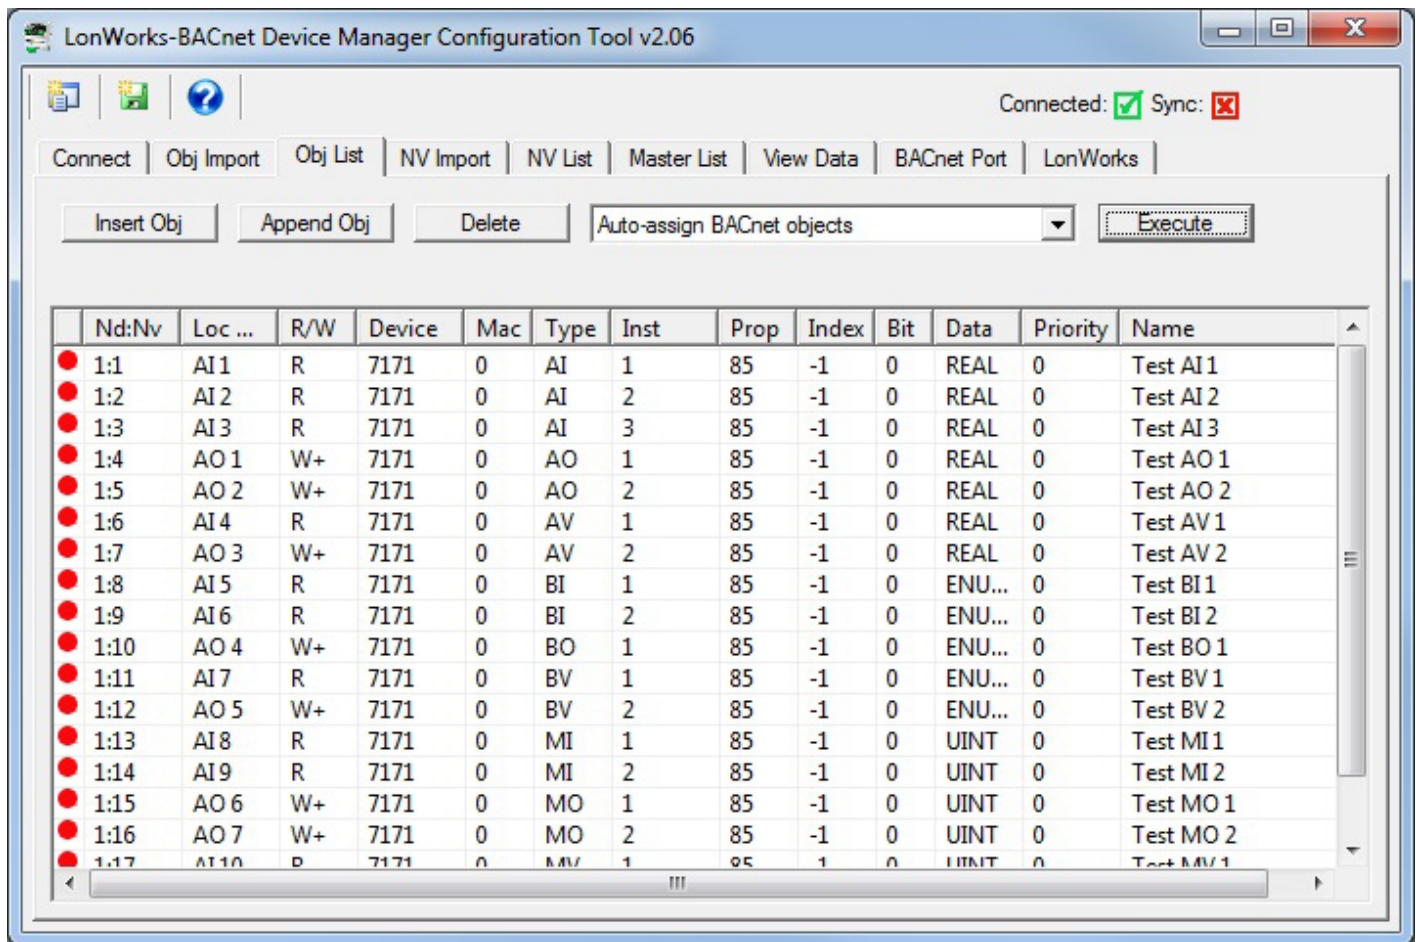 LonWorks-BACnet Device Manager Configuration Tool v2.06
Connected: Sync:
Connect Obj Import Obj List NV Import NV List Master List View Data BACnet Port LonWorks
Insert Obj Append Obj Delete Auto-assign BACnet objects Execute
Nd:Nv Loc ... R/W Device Mac Type Inst Prop Index Bit Data Priority Name
1:1 AI 1 R 7171 0 AI 1 85 -1 0 REAL 0 Test AI 1
1:2 AI 2 R 7171 0 AI 2 85 -1 0 REAL 0 Test AI 2
1:3 AI 3 R 7171 0 AI 3 85 -1 0 REAL 0 Test AI 3
1:4 AO 1 W+ 7171 0 AO 1 85 -1 0 REAL 0 Test AO 1
1:5 AO 2 W+ 7171 0 AO 2 85 -1 0 REAL 0 Test AO 2
1:6 AI 4 R 7171 0 AV 1 85 -1 0 REAL 0 Test AV 1
1:7 AO 3 W+ 7171 0 AV 2 85 -1 0 REAL 0 Test AV 2
1:8 AI 5 R 7171 0 BI 1 85 -1 0 ENU... 0 Test BI 1
1:9 AI 6 R 7171 0 BI 2 85 -1 0 ENU... 0 Test BI 2
1:10 AO 4 W+ 7171 0 BO 1 85 -1 0 ENU... 0 Test BO 1
1:11 AI 7 R 7171 0 BV 1 85 -1 0 ENU... 0 Test BV 1
1:12 AO 5 W+ 7171 0 BV 2 85 -1 0 ENU... 0 Test BV 2
1:13 AI 8 R 7171 0 MI 1 85 -1 0 UINT 0 Test MI 1
1:14 AI 9 R 7171 0 MI 2 85 -1 0 UINT 0 Test MI 2
1:15 AO 6 W+ 7171 0 MO 1 85 -1 0 UINT 0 Test MO 1
1:16 AO 7 W+ 7171 0 MO 2 85 -1 0 UINT 0 Test MO 2
1:17 AI 10 R 7171 0 MV 1 85 -1 0 UINT 0 Test MV 1